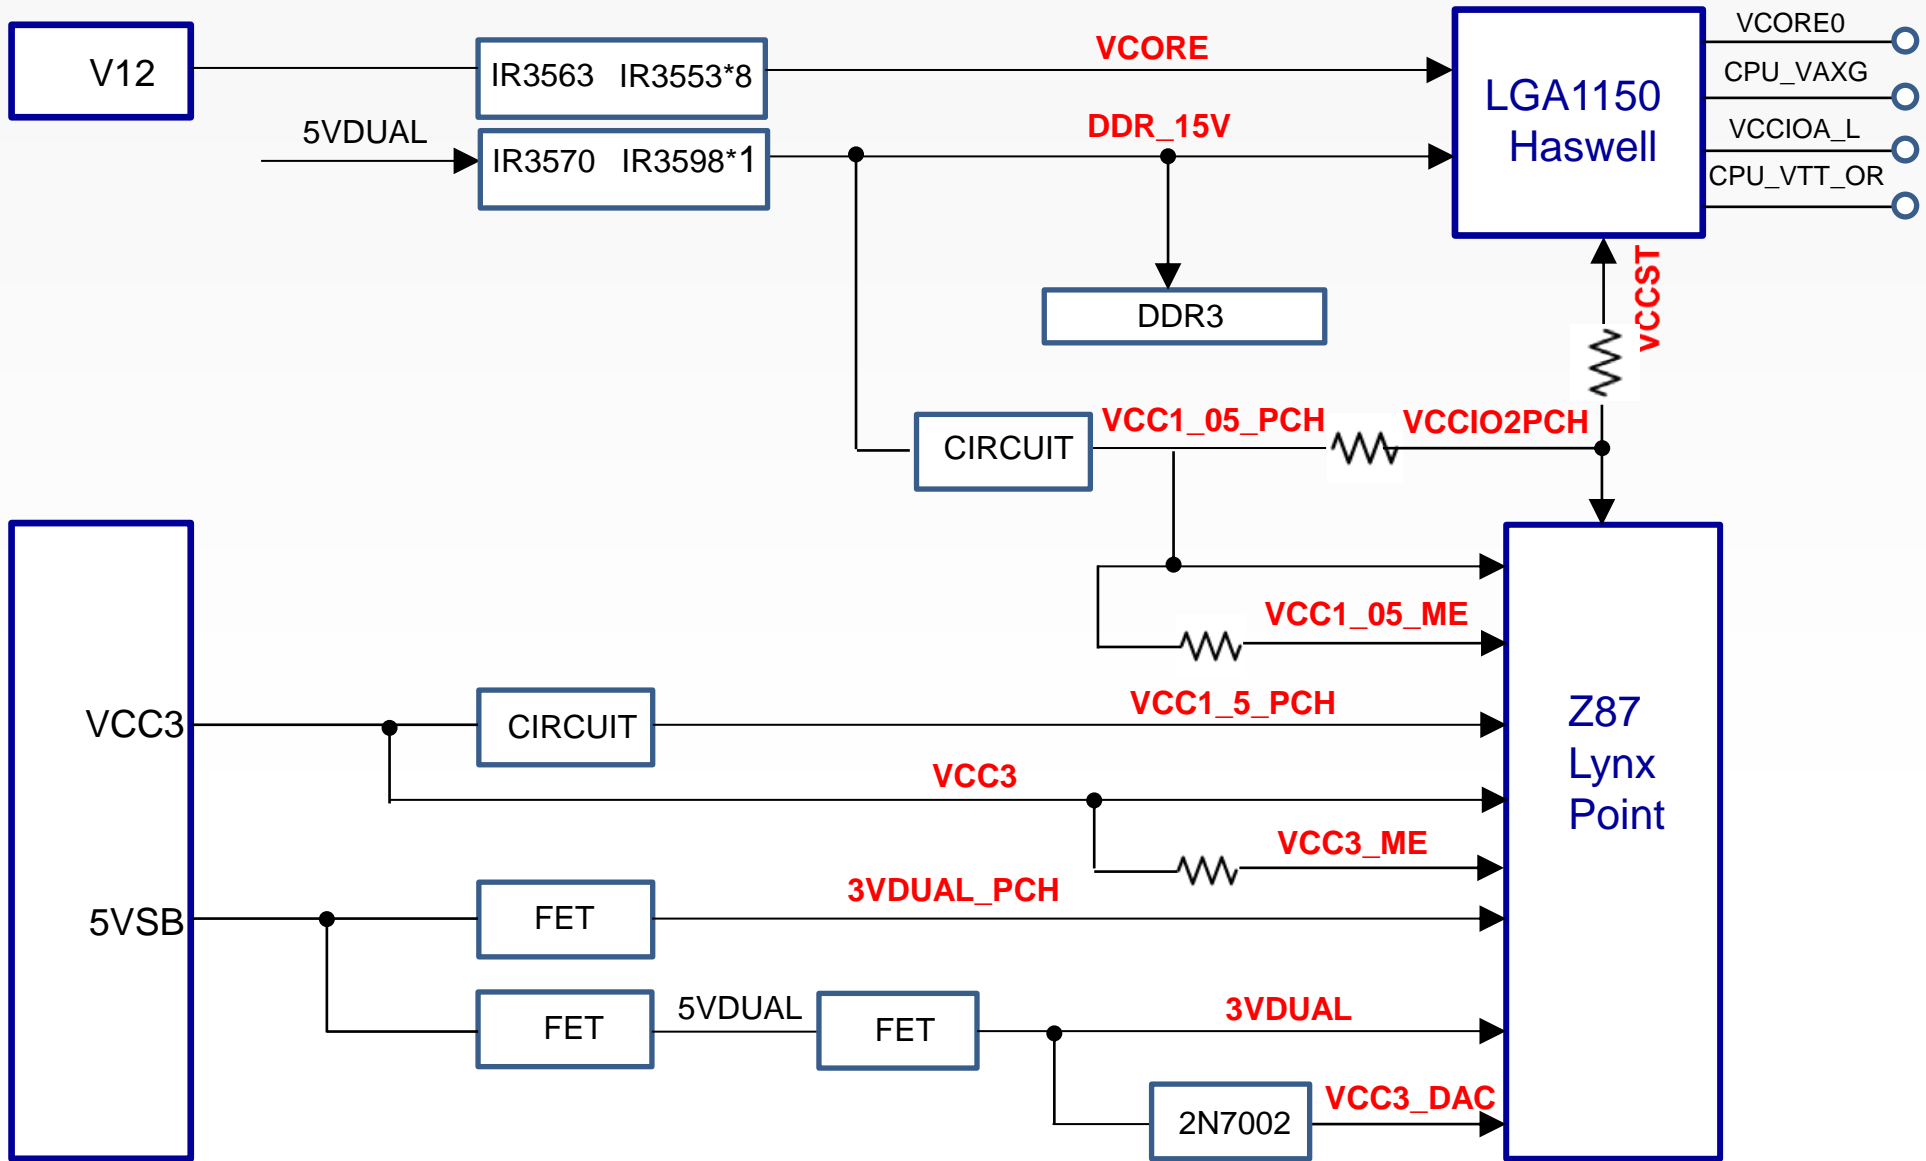 V12
IR3563 IR3553*8
VCORE
LGA1150
Haswell
VCORE0
CPU_VAXG
VCCIOA_L
CPU_VTT_OR
5VDUAL
IR3570 IR3598*1
DDR_15V
DDR3
VCCST
CIRCUIT
VCC1_05_PCH
VCCIO2PCH
VCC1_05_ME
VCC3
CIRCUIT
VCC1_5_PCH
Z87
Lynx
Point
VCC3
VCC3_ME
5VSB
FET
3VDUAL_PCH
FET
5VDUAL
FET
3VDUAL
2N7002
VCC3_DAC